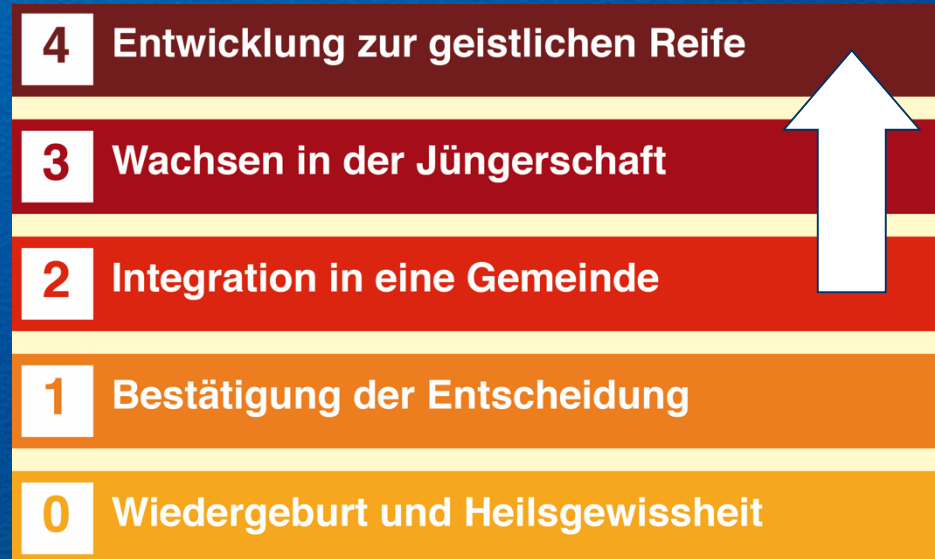 4 Entwicklung zur geistlichen Reife
3 Wachsen in der Jüngerschaft
2 Integration in eine Gemeinde
1 Bestätigung der Entscheidung
0 Wiedergeburt und Heilsgewissheit